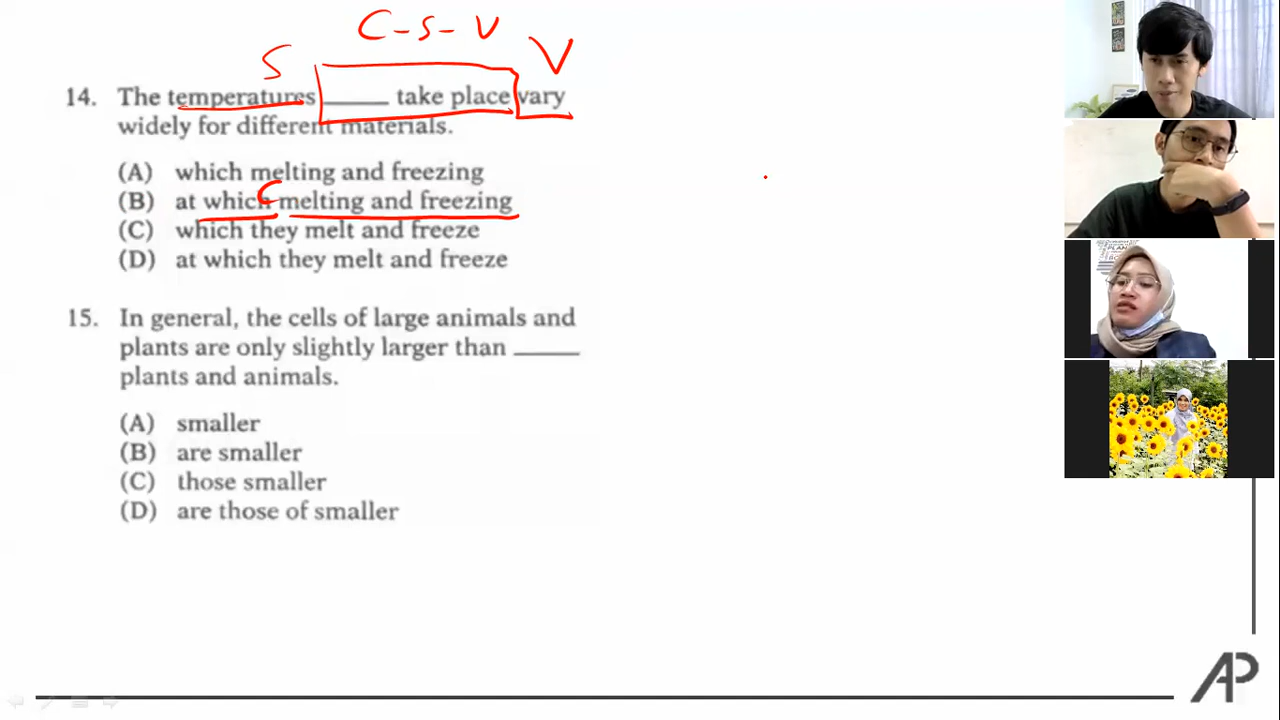 C-S-V
S
V
14. The temperatures ______ take place vary
widely for different materials.
(A) which melting and freezing
(B) at which melting and freezing
C
(C) which they melt and freeze
(D) at which they melt and freeze
15. In general, the cells of large animals and
plants are only slightly larger than ______
plants and animals.
(A) smaller
(B) are smaller
(C) those smaller
(D) are those of smaller
AP